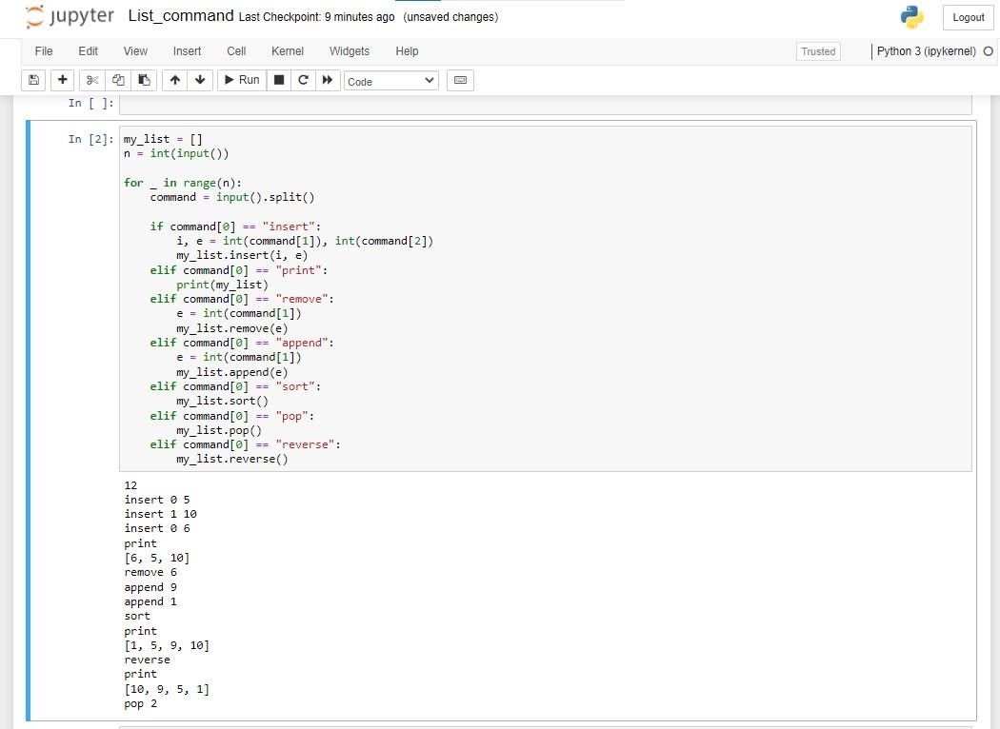 jupyter List_command Last Checkpoint: 9 minutes ago (unsaved changes)
Logout
File Edit View Insert Cell Kernel Widgets Help
Trusted Python 3 (ipykernel)
Run Code
In [ ]:
In [2]: my_list = []
n = int(input())
for _ in range(n):
    command = input().split()
    if command[0] == "insert":
        i, e = int(command[1]), int(command[2])
        my_list.insert(i, e)
    elif command[0] == "print":
        print(my_list)
    elif command[0] == "remove":
        e = int(command[1])
        my_list.remove(e)
    elif command[0] == "append":
        e = int(command[1])
        my_list.append(e)
    elif command[0] == "sort":
        my_list.sort()
    elif command[0] == "pop":
        my_list.pop()
    elif command[0] == "reverse":
        my_list.reverse()
12
insert 0 5
insert 1 10
insert 0 6
print
[6, 5, 10]
remove 6
append 9
append 1
sort
print
[1, 5, 9, 10]
reverse
print
[10, 9, 5, 1]
pop 2